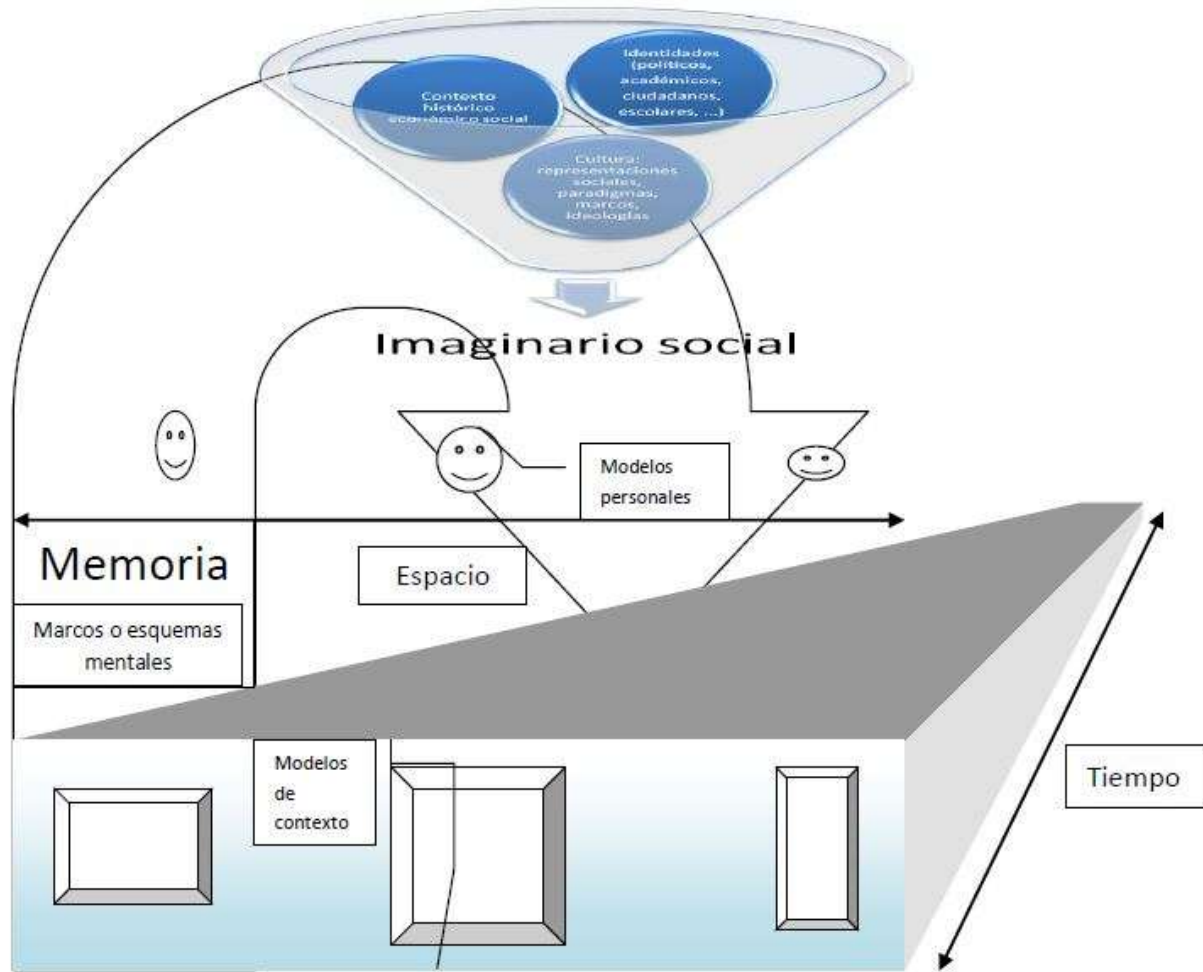 Identidades
(políticos,
académicos,
ciudadanos,
escolares, ...)
Contexto
histórico
económico social
Cultura:
representaciones
sociales,
paradigmas,
marcos,
ideologías
Imaginario social
Modelos
personales
Memoria
Espacio
Marcos o esquemas
mentales
Modelos
de
contexto
Tiempo